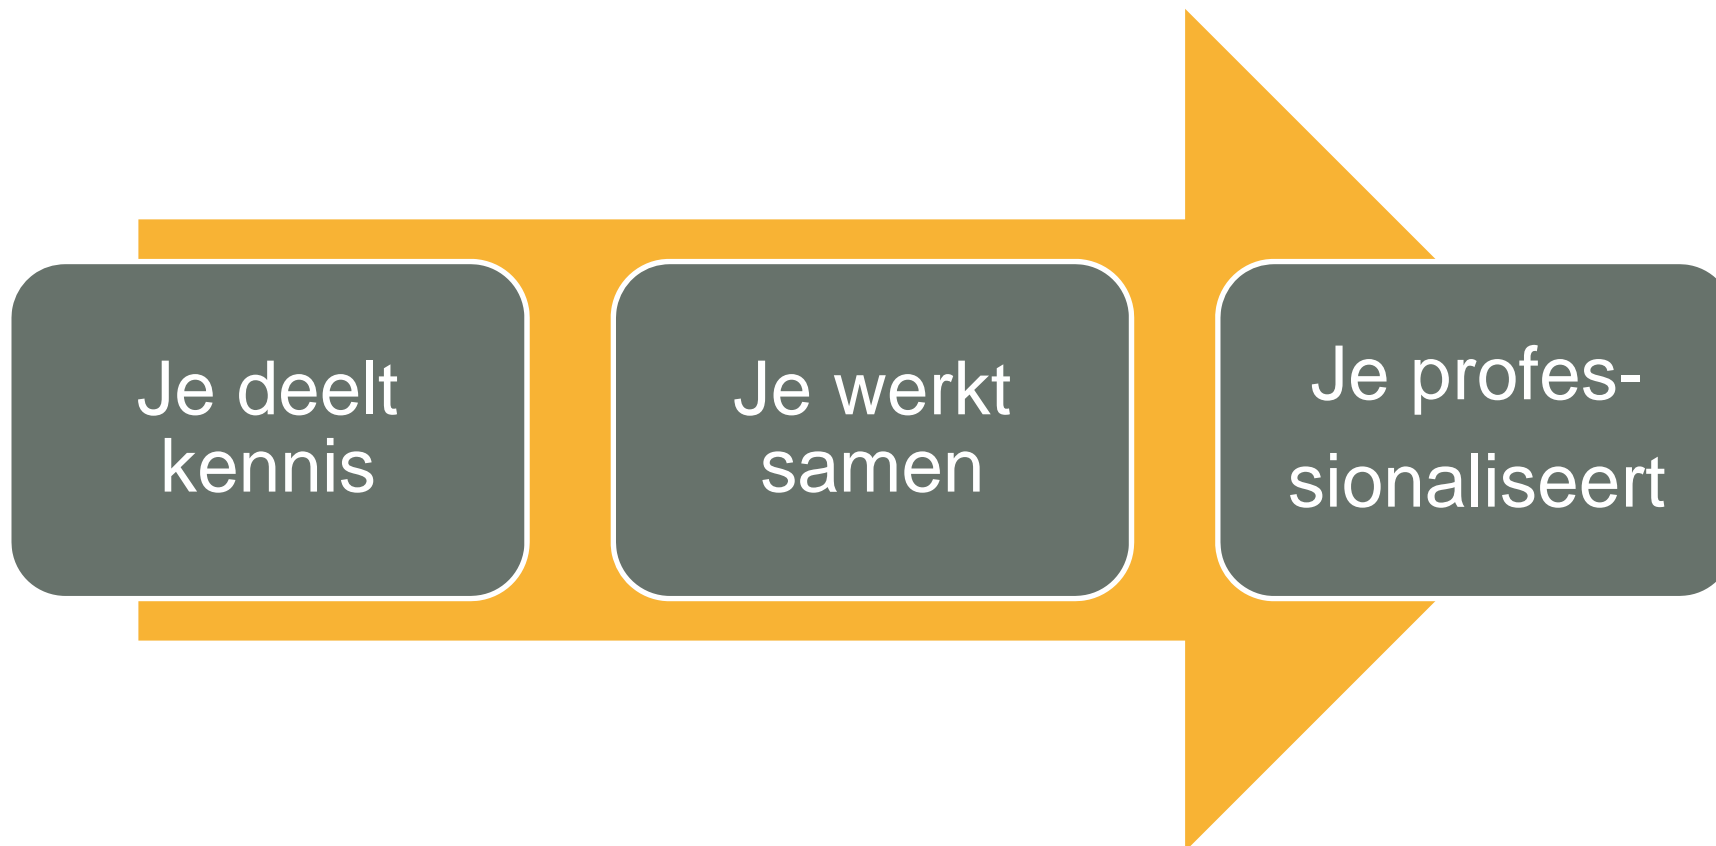 Je deelt
kennis
Je werkt
samen
Je profes-
sionaliseert